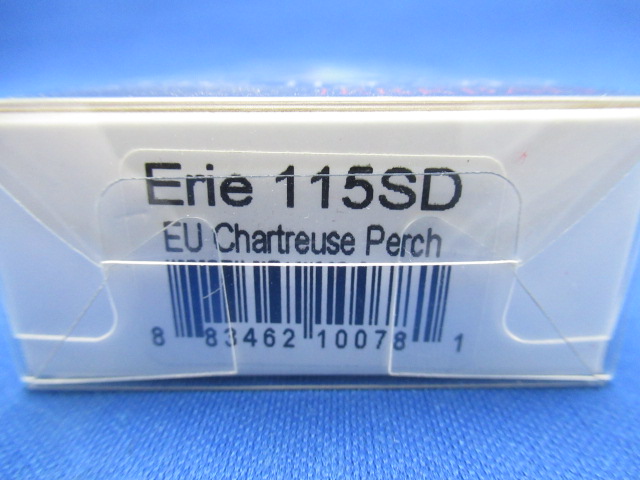 Erie 115SD
EU Chartreuse Perch
8 83462 10078 1